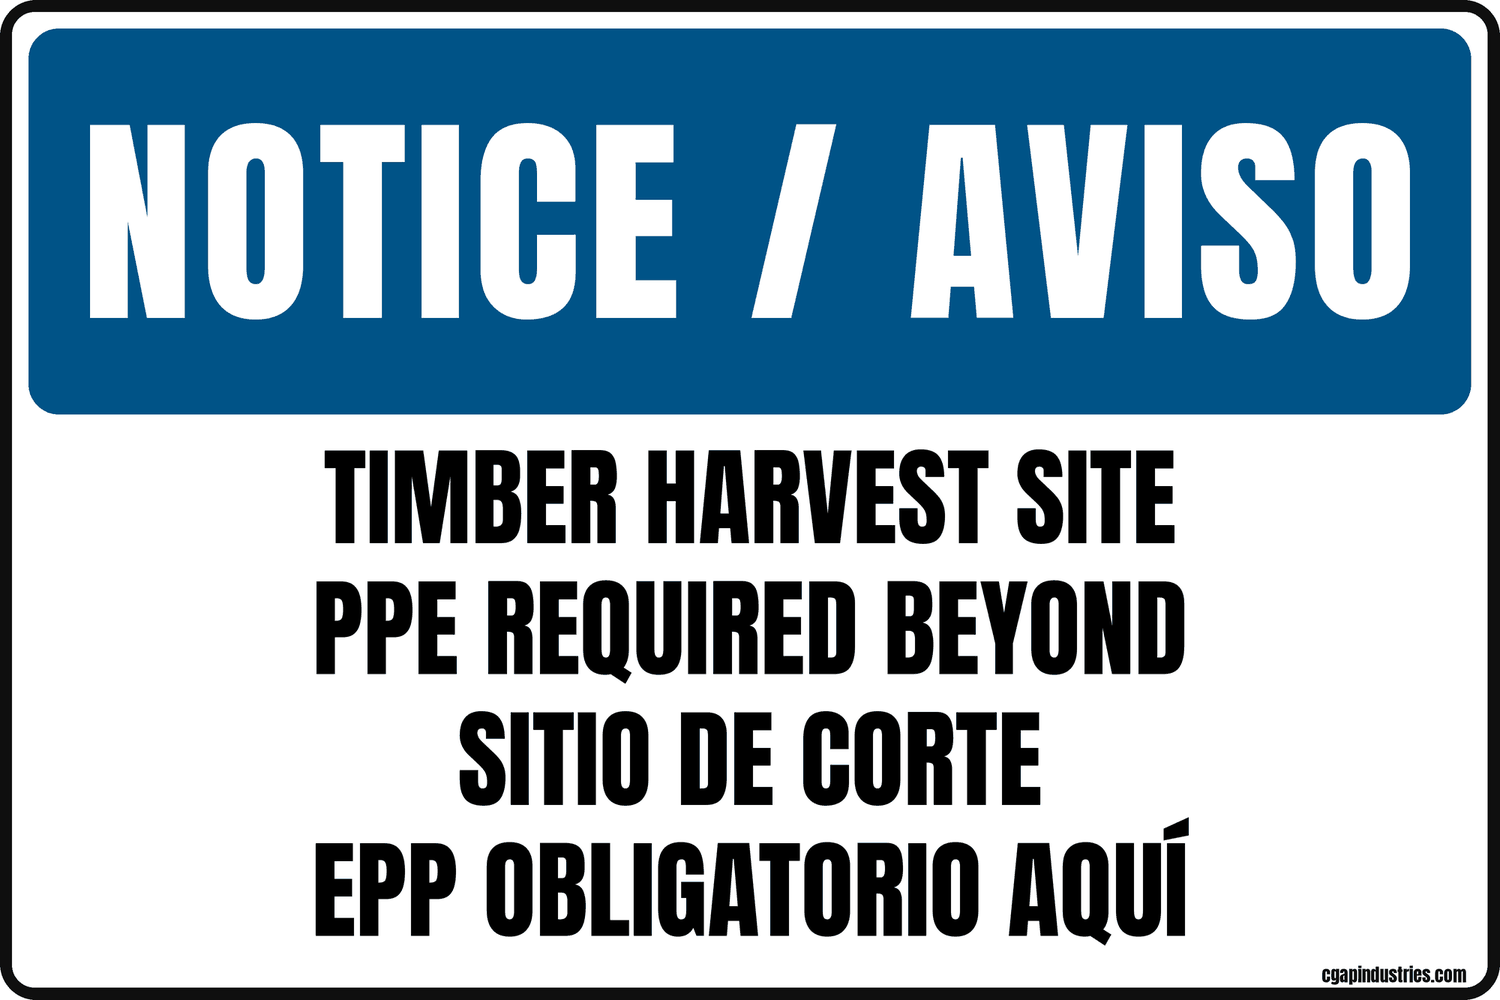 NOTICE / AVISO
TIMBER HARVEST SITE
PPE REQUIRED BEYOND
SITIO DE CORTE
EPP OBLIGATORIO AQUÍ
cgapindustries.com